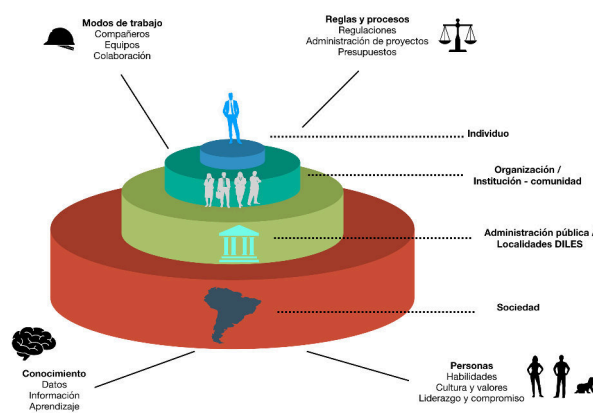 Modos de trabajo
Compañeros
Equipos
Colaboración
Reglas y procesos
Regulaciones
Administración de proyectos
Presupuestos
Individuo
Organización /
Institución - comunidad
Administración pública /
Localidades DILES
Sociedad
Conocimiento
Datos
Información
Aprendizaje
Personas
Habilidades
Cultura y valores
Liderazgo y compromiso